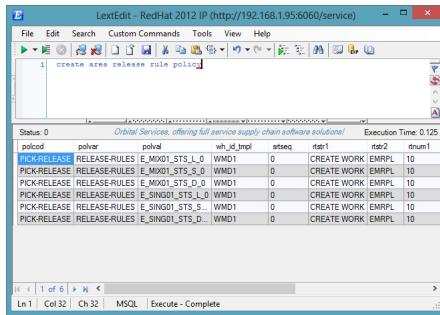 LextEdit - RedHat 2012 IP (http://192.168.1.95:6060/service)
File Edit Search Custom Commands Tools View Help
1 create area release rule policy
Status: 0 Orbital Services, offering full service supply chain software solutions! Execution Time: 0.125
polcod polvar polval wh_id_tmpl srtseq rtstr1 rtstr2 rtnum1
PICK-RELEASE RELEASE-RULES E_MIX01_STS_L_0 WMD1 0 CREATE WORK EMRPL 10
PICK-RELEASE RELEASE-RULES E_MIX01_STS_S_0 WMD1 0 CREATE WORK EMRPL 10
PICK-RELEASE RELEASE-RULES E_MIX01_STS_D_0 WMD1 0 CREATE WORK EMRPL 10
PICK-RELEASE RELEASE-RULES E_SING01_STS_L_0 WMD1 0 CREATE WORK EMRPL 10
PICK-RELEASE RELEASE-RULES E_SING01_STS_S... WMD1 0 CREATE WORK EMRPL 10
PICK-RELEASE RELEASE-RULES E_SING01_STS_D... WMD1 0 CREATE WORK EMRPL 10
1 of 6
Ln 1 Col 32 Ch 32 MSQL Execute - Complete